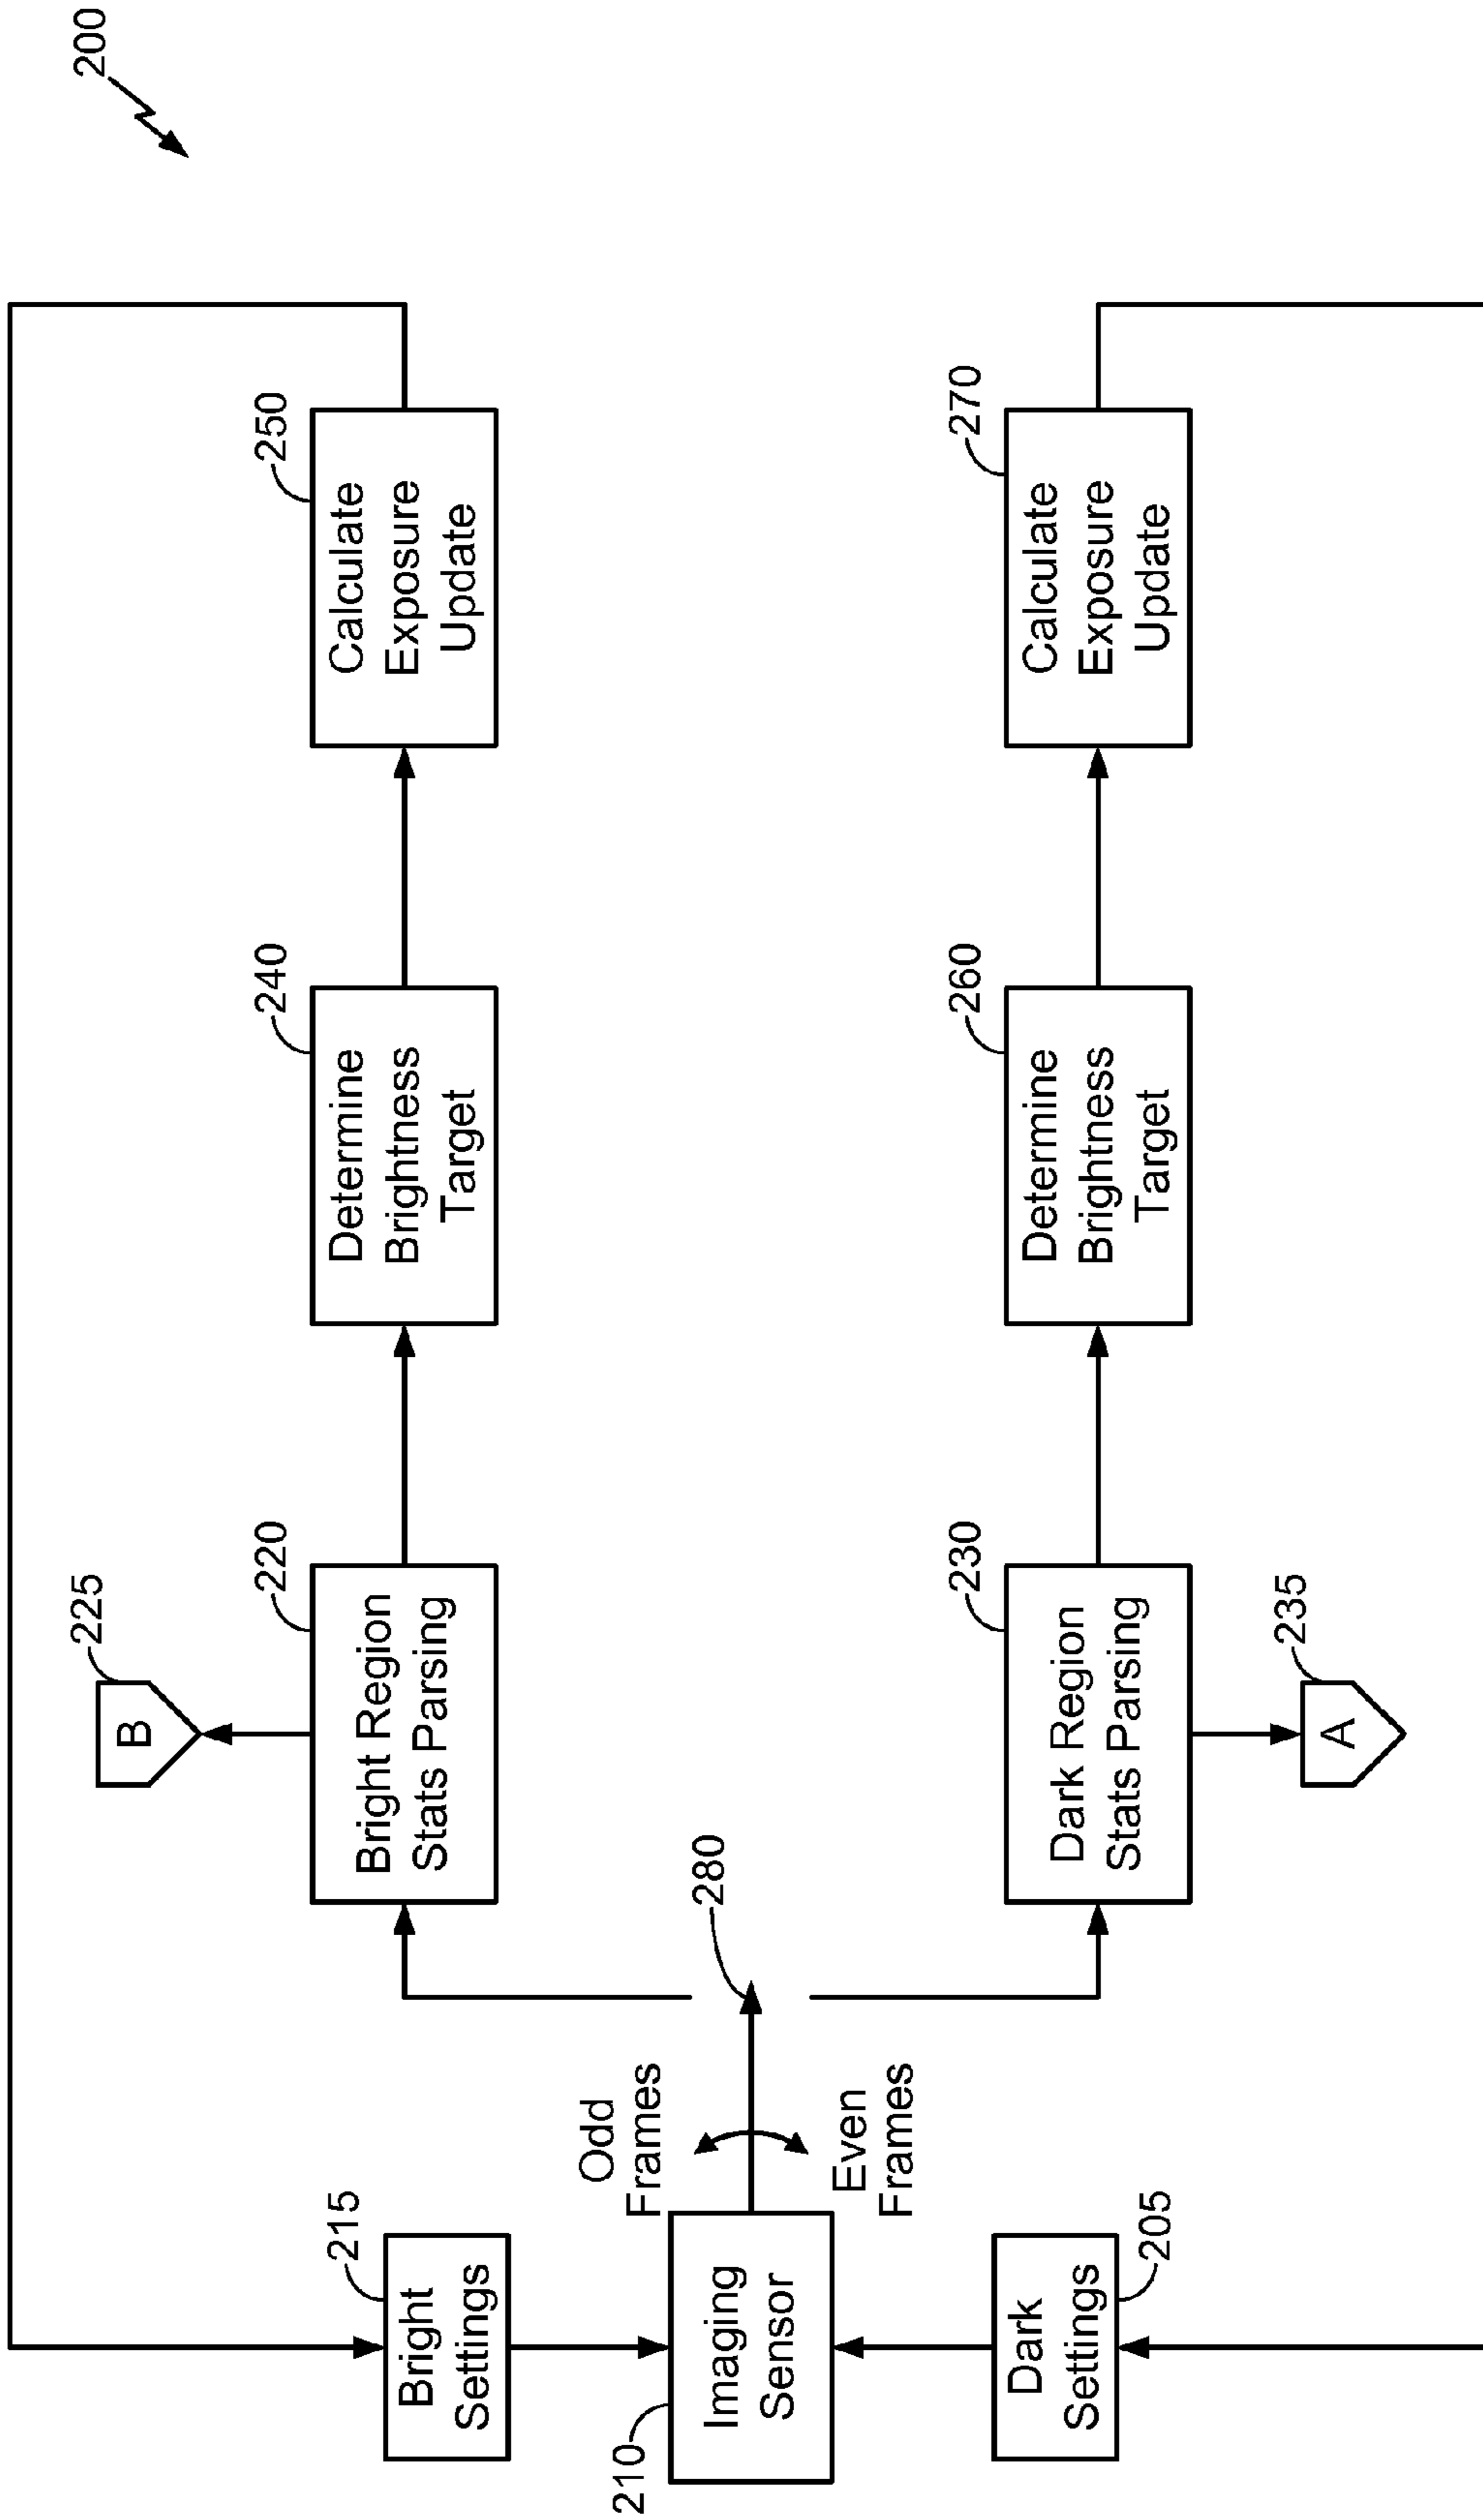 200
Bright
Settings
215
Imaging
Sensor
210
Dark
Settings
205
Odd
Frames
Even
Frames
280
B
225
Bright Region
Stats Parsing
220
Determine
Brightness
Target
240
Calculate
Exposure
Update
250
Dark Region
Stats Parsing
230
A
235
Determine
Brightness
Target
260
Calculate
Exposure
Update
270